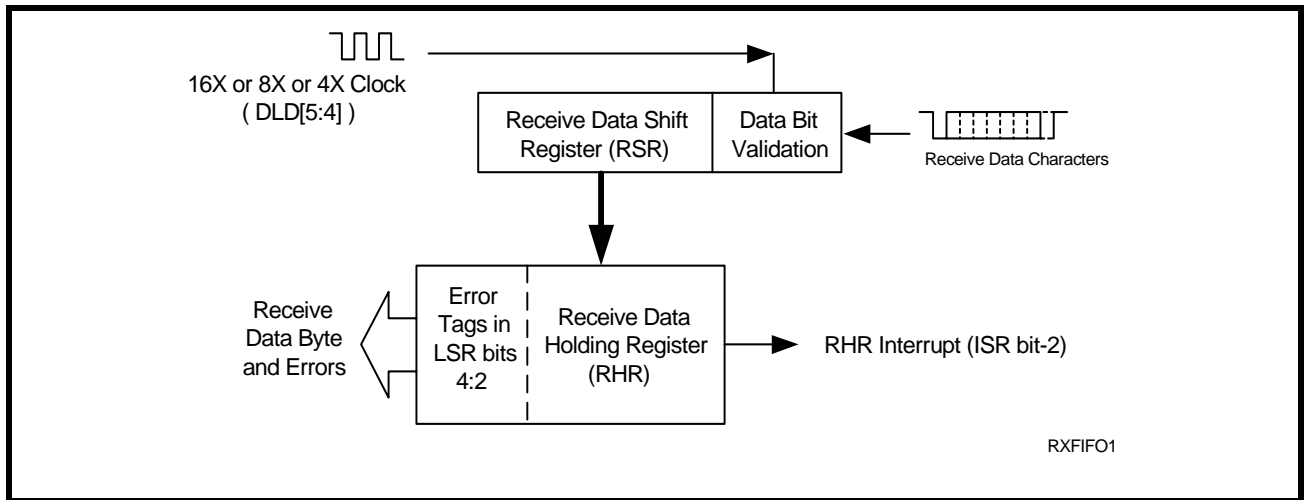 16X or 8X or 4X Clock
( DLD[5:4] )
Receive Data Shift
Register (RSR)
Data Bit
Validation
Receive Data Characters
Receive
Data Byte
and Errors
Error
Tags in
LSR bits
4:2
Receive Data
Holding Register
(RHR)
RHR Interrupt (ISR bit-2)
RXFIFO1